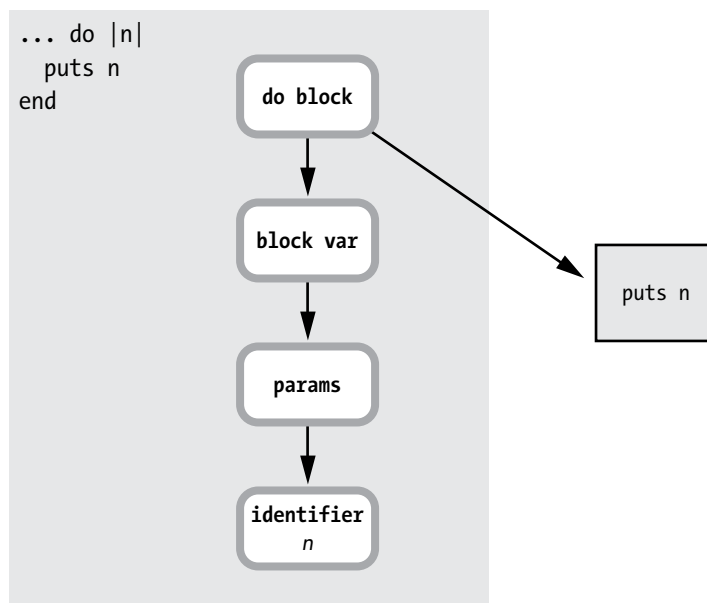 ... do |n|
  puts n
end
do block
block var
puts n
params
identifier
n